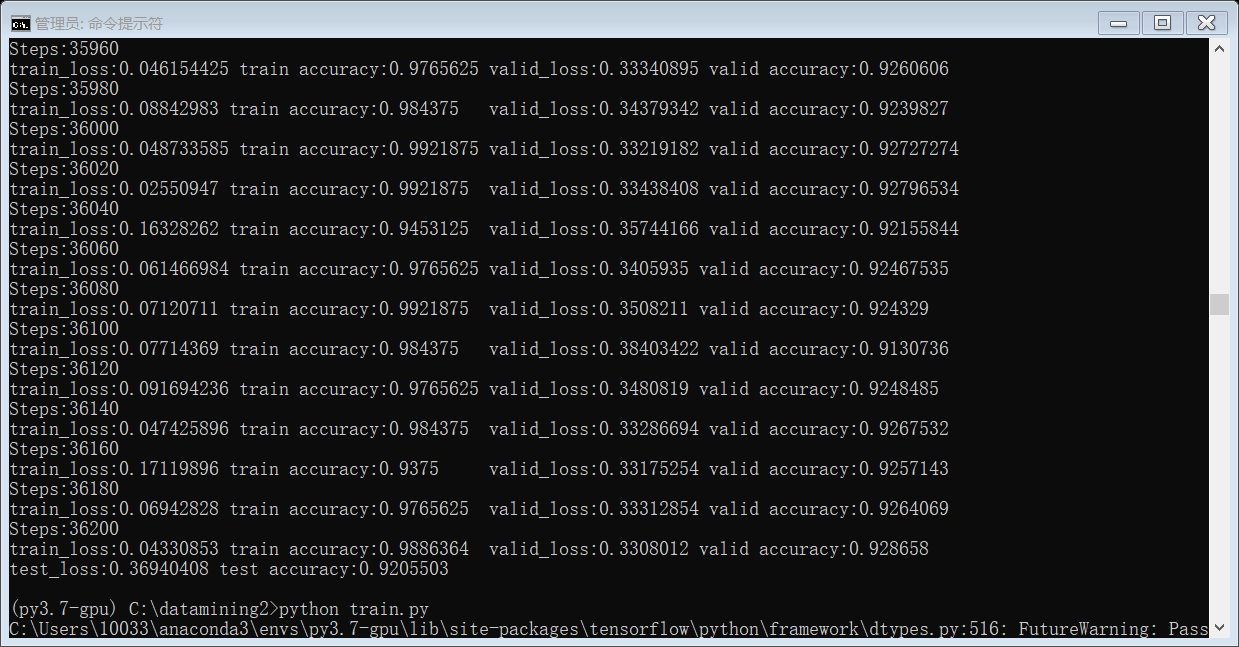 管理员: 命令提示符
Steps:35960
train_loss:0.046154425 train accuracy:0.9765625 valid_loss:0.33340895 valid accuracy:0.9260606
Steps:35980
train_loss:0.08842983 train accuracy:0.984375   valid_loss:0.34379342 valid accuracy:0.9239827
Steps:36000
train_loss:0.048733585 train accuracy:0.9921875 valid_loss:0.33219182 valid accuracy:0.92727274
Steps:36020
train_loss:0.02550947 train accuracy:0.9921875  valid_loss:0.33438408 valid accuracy:0.92796534
Steps:36040
train_loss:0.16328262 train accuracy:0.9453125  valid_loss:0.35744166 valid accuracy:0.92155844
Steps:36060
train_loss:0.061466984 train accuracy:0.9765625 valid_loss:0.3405935 valid accuracy:0.92467535
Steps:36080
train_loss:0.07120711 train accuracy:0.9921875  valid_loss:0.3508211 valid accuracy:0.924329
Steps:36100
train_loss:0.07714369 train accuracy:0.984375   valid_loss:0.38403422 valid accuracy:0.9130736
Steps:36120
train_loss:0.091694236 train accuracy:0.9765625 valid_loss:0.3480819 valid accuracy:0.9248485
Steps:36140
train_loss:0.047425896 train accuracy:0.984375  valid_loss:0.33286694 valid accuracy:0.9267532
Steps:36160
train_loss:0.17119896 train accuracy:0.9375     valid_loss:0.33175254 valid accuracy:0.9257143
Steps:36180
train_loss:0.06942828 train accuracy:0.9765625  valid_loss:0.33312854 valid accuracy:0.9264069
Steps:36200
train_loss:0.04330853 train accuracy:0.9886364  valid_loss:0.3308012 valid accuracy:0.928658
test_loss:0.36940408 test accuracy:0.9205503
(py3.7-gpu) C:\datamining2>python train.py
C:\Users\10033\anaconda3\envs\py3.7-gpu\lib\site-packages\tensorflow\python\framework\dtypes.py:516: FutureWarning: Pass